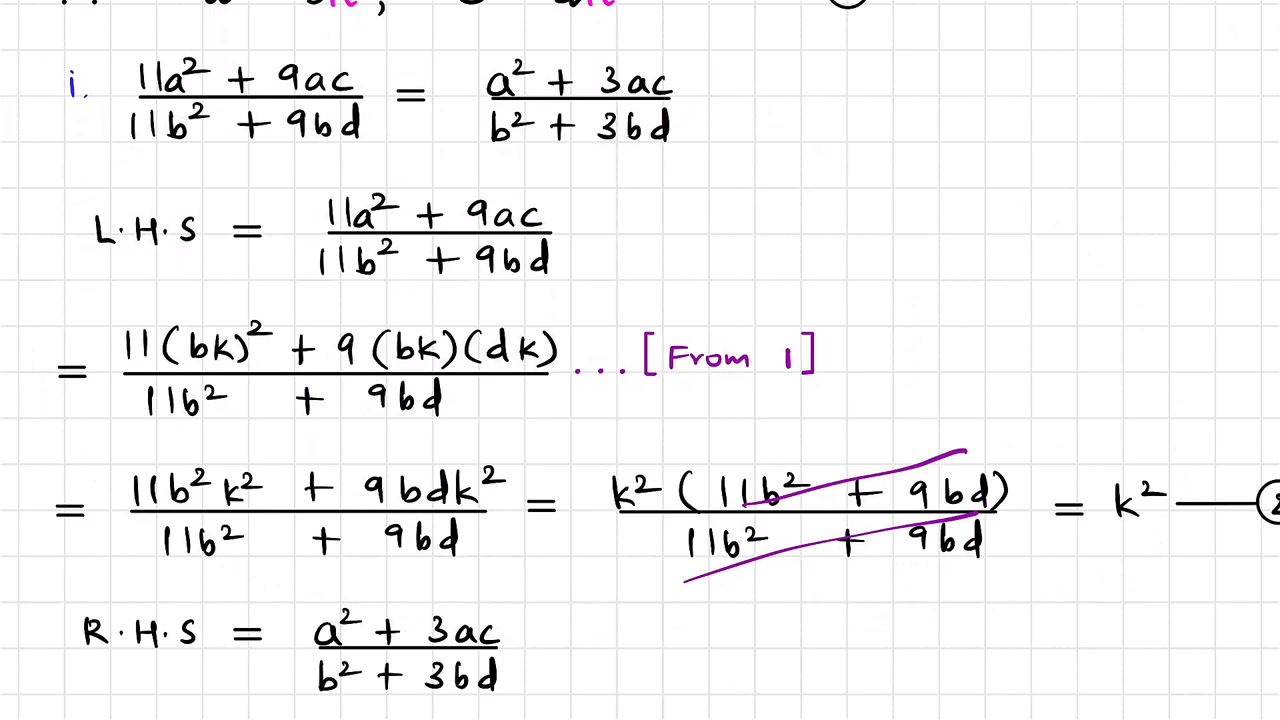 i. (11a² + 9ac)/(11b² + 9bd) = (a² + 3ac)/(b² + 3bd)
L.H.S = (11a² + 9ac)/(11b² + 9bd)
= (11(bk)² + 9(bk)(dk))/(11b² + 9bd) ... [From 1]
= (11b²k² + 9bdk²)/(11b² + 9bd) = k²(11b² + 9bd)/(11b² + 9bd) = k² —
R.H.S = (a² + 3ac)/(b² + 3bd)